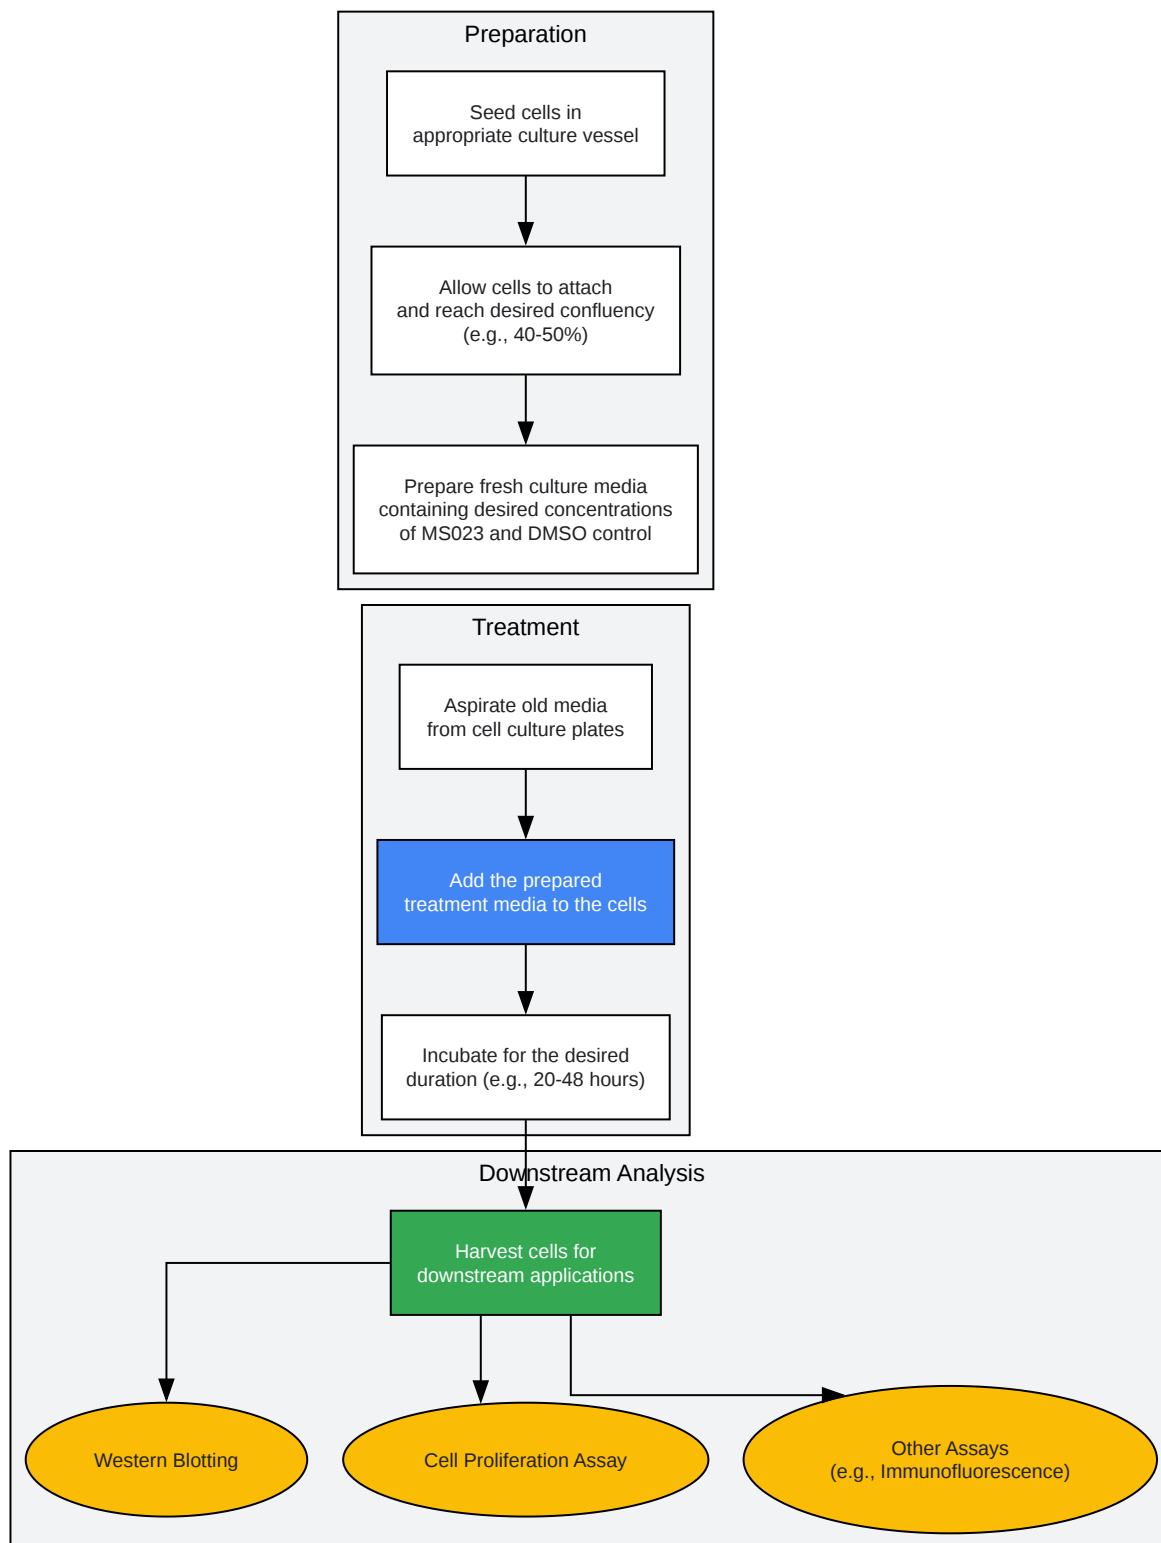 Preparation
Seed cells in
appropriate culture vessel
Allow cells to attach
and reach desired confluency
(e.g., 40-50%)
Prepare fresh culture media
containing desired concentrations
of MS023 and DMSO control
Treatment
Aspirate old media
from cell culture plates
Add the prepared
treatment media to the cells
Incubate for the desired
duration (e.g., 20-48 hours)
Downstream Analysis
Harvest cells for
downstream applications
Western Blotting
Cell Proliferation Assay
Other Assays
(e.g., Immunofluorescence)